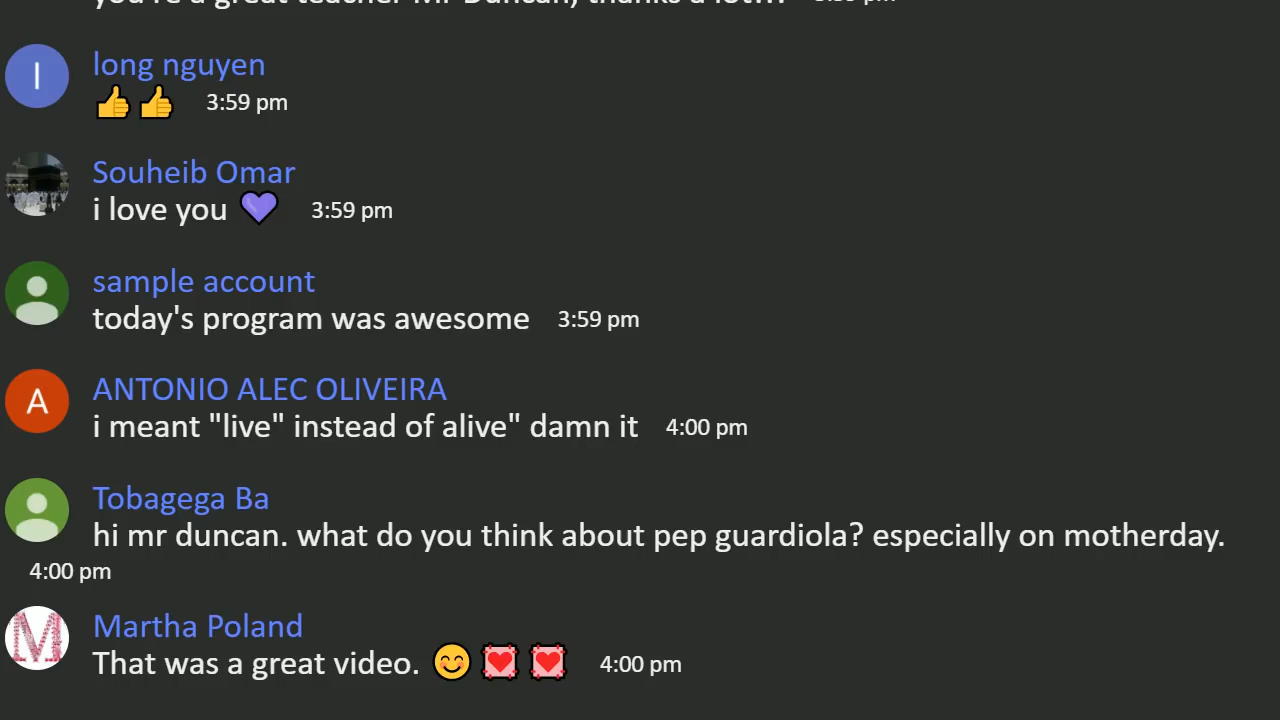 you're a great teacher Mr Duncan, thanks a lot... 3:59 pm
I
long nguyen
👍👍 3:59 pm
Souheib Omar
i love you 💜 3:59 pm
sample account
today's program was awesome 3:59 pm
A
ANTONIO ALEC OLIVEIRA
i meant "live" instead of alive" damn it 4:00 pm
Tobagega Ba
hi mr duncan. what do you think about pep guardiola? especially on motherday.
4:00 pm
M
Martha Poland
That was a great video. 😊💟💟 4:00 pm